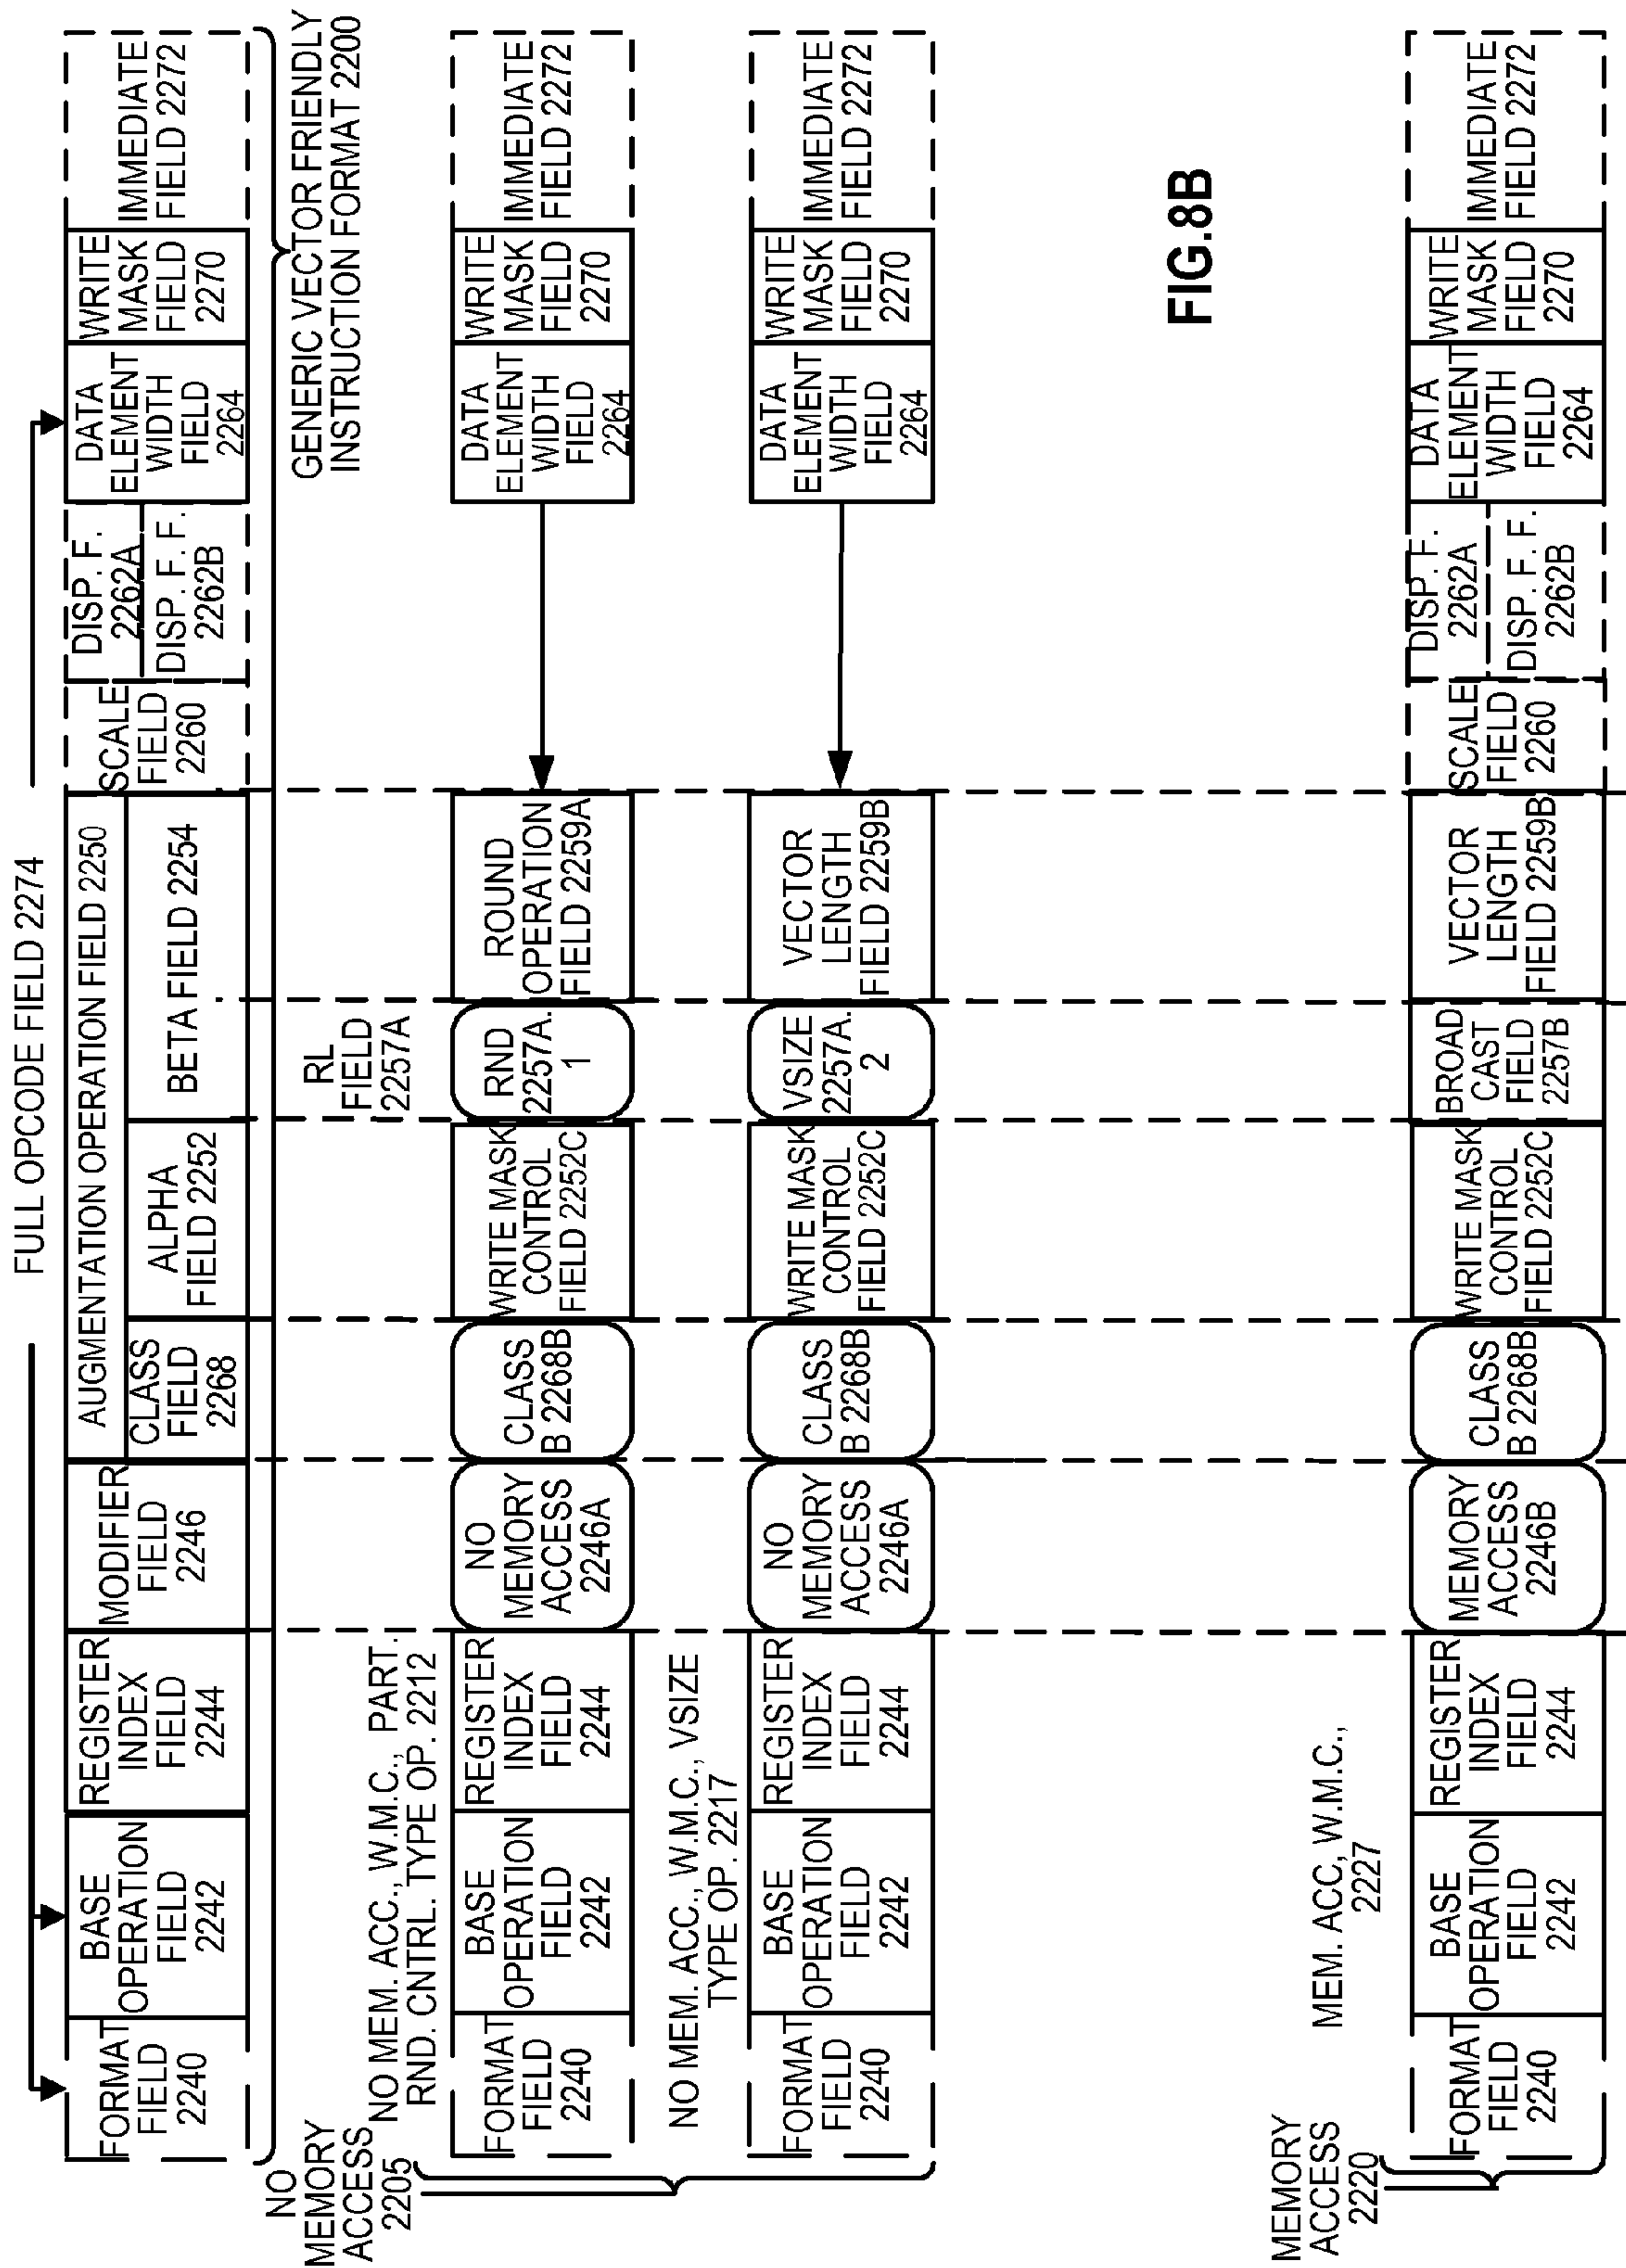 FULL OPCODE FIELD 2274
FORMAT
FIELD
2240
BASE
OPERATION
FIELD
2242
REGISTER
INDEX
FIELD
2244
MODIFIER
FIELD
2246
AUGMENTATION OPERATION FIELD 2250
CLASS
FIELD
2268
ALPHA
FIELD 2252
BETA FIELD 2254
SCALE
FIELD
2260
DISP. F.
2262A
DISP. F. F.
2262B
DATA
ELEMENT
WIDTH
FIELD
2264
WRITE
MASK
FIELD
2270
IMMEDIATE
FIELD 2272
GENERIC VECTOR FRIENDLY
INSTRUCTION FORMAT 2200
NO
MEMORY
ACCESS
2205
NO MEM. ACC., W.M.C., PART.
RND. CNTRL. TYPE OP. 2212
RL
FIELD
2257A
FORMAT
FIELD
2240
BASE
OPERATION
FIELD
2242
REGISTER
INDEX
FIELD
2244
NO
MEMORY
ACCESS
2246A
CLASS
B 2268B
WRITE MASK
CONTROL
FIELD 2252C
RND
2257A.
1
ROUND
OPERATION
FIELD 2259A
DATA
ELEMENT
WIDTH
FIELD
2264
WRITE
MASK
FIELD
2270
IMMEDIATE
FIELD 2272
NO MEM. ACC., W.M.C., VSIZE
TYPE OP. 2217
FORMAT
FIELD
2240
BASE
OPERATION
FIELD
2242
REGISTER
INDEX
FIELD
2244
NO
MEMORY
ACCESS
2246A
CLASS
B 2268B
WRITE MASK
CONTROL
FIELD 2252C
VSIZE
2257A.
2
VECTOR
LENGTH
FIELD 2259B
DATA
ELEMENT
WIDTH
FIELD
2264
WRITE
MASK
FIELD
2270
IMMEDIATE
FIELD 2272
FIG.8B
MEMORY
ACCESS
2220
MEM. ACC, W.M.C.,
2227
FORMAT
FIELD
2240
BASE
OPERATION
FIELD
2242
REGISTER
INDEX
FIELD
2244
MEMORY
ACCESS
2246B
CLASS
B 2268B
WRITE MASK
CONTROL
FIELD 2252C
BROAD
CAST
FIELD
2257B
VECTOR
LENGTH
FIELD 2259B
SCALE
FIELD
2260
DISP. F.
2262A
DISP. F. F.
2262B
DATA
ELEMENT
WIDTH
FIELD
2264
WRITE
MASK
FIELD
2270
IMMEDIATE
FIELD 2272